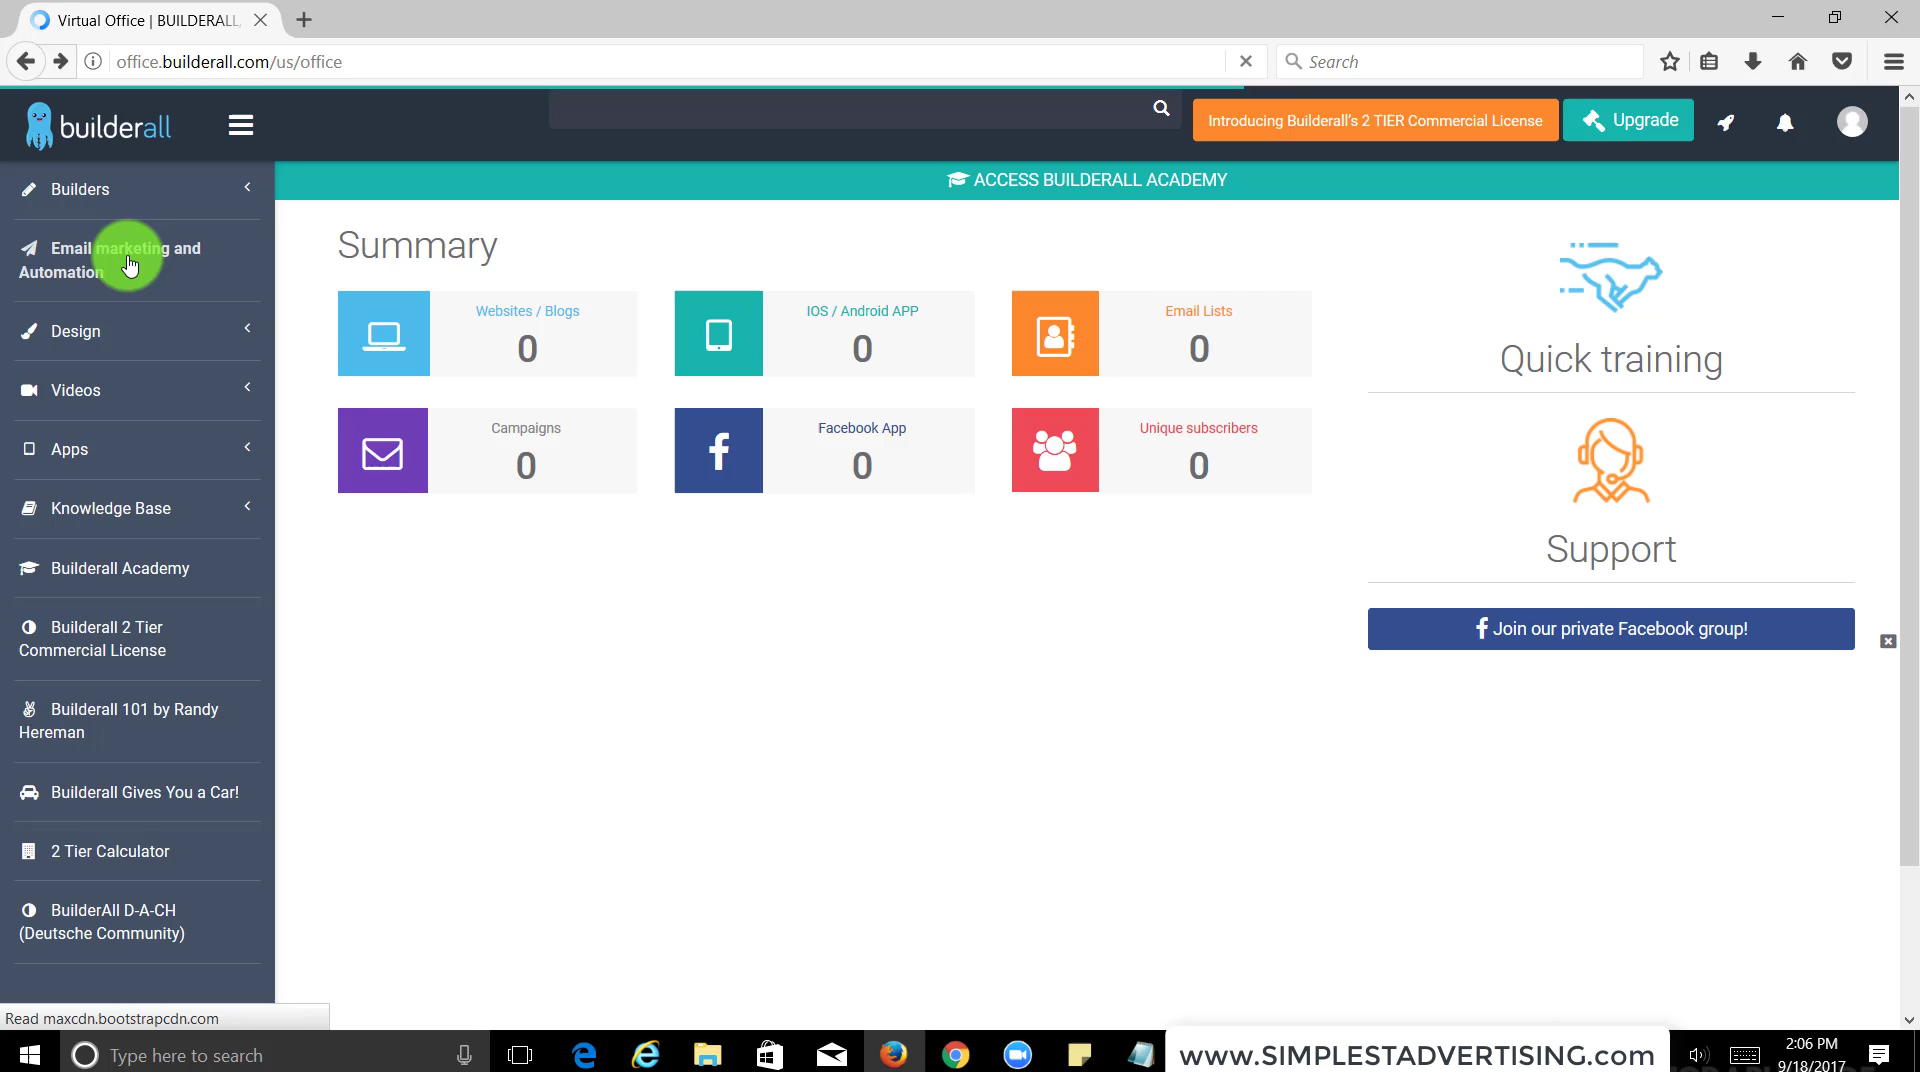 Virtual Office | BUILDERALL,
office.builderall.com/us/office
Search
builderall
Introducing Builderall's 2 TIER Commercial License
Upgrade
Builders
ACCESS BUILDERALL ACADEMY
Email marketing and
Automation
Design
Videos
Apps
Knowledge Base
Builderall Academy
Builderall 2 Tier
Commercial License
Builderall 101 by Randy
Hereman
Builderall Gives You a Car!
2 Tier Calculator
BuilderAll D-A-CH
(Deutsche Community)
Summary
Websites / Blogs
0
IOS / Android APP
0
Email Lists
0
Campaigns
0
Facebook App
0
Unique subscribers
0
Quick training
Support
Join our private Facebook group!
Read maxcdn.bootstrapcdn.com
Type here to search
www.SIMPLESTADVERTISING.com
2:06 PM
9/18/2017